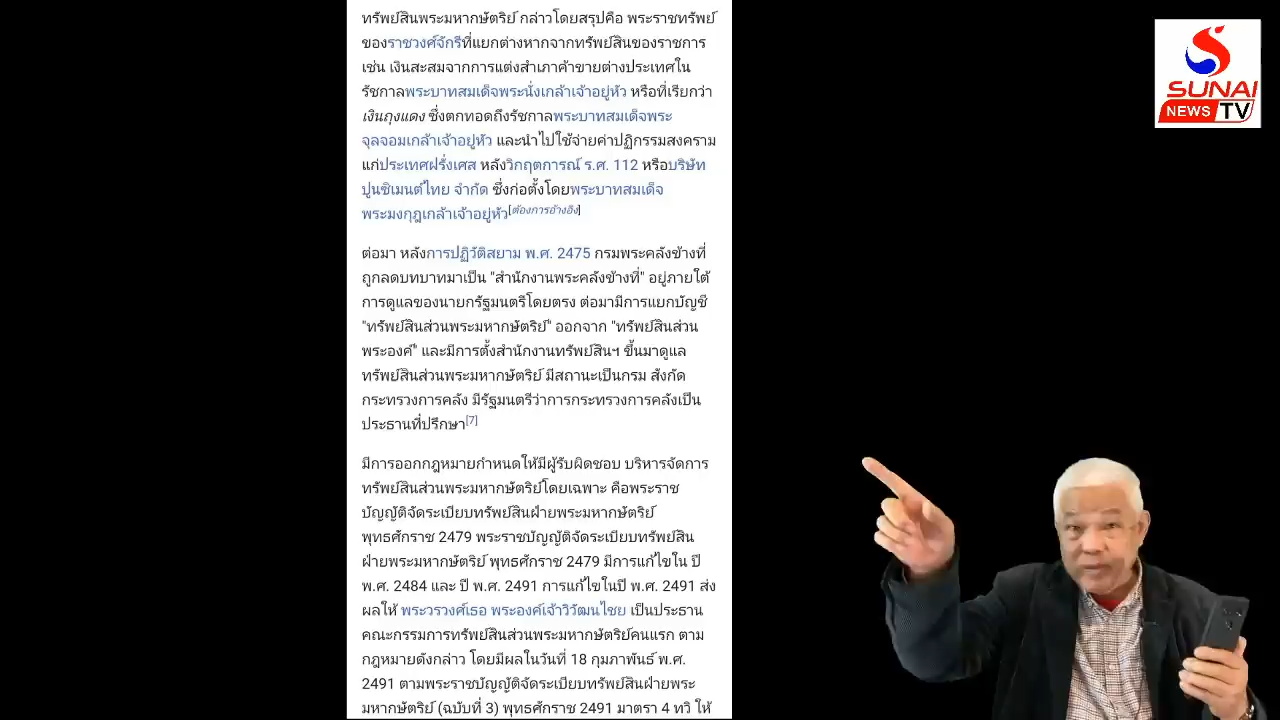 ทรัพย์สินพระมหากษัตริย์ กล่าวโดยสรุปคือ พระราชทรัพย์
ของราชวงศ์จักรีที่แยกต่างหากจากทรัพย์สินของราชการ
เช่น เงินสะสมจากการแต่งสำเภาค้าขายต่างประเทศใน
รัชกาลพระบาทสมเด็จพระนั่งเกล้าเจ้าอยู่หัว หรือที่เรียกว่า
เงินถุงแดง ซึ่งตกทอดถึงรัชกาลพระบาทสมเด็จพระ
จุลจอมเกล้าเจ้าอยู่หัว และนำไปใช้จ่ายค่าปฏิกรรมสงคราม
แก่ประเทศฝรั่งเศส หลังวิกฤตการณ์ ร.ศ. 112 หรือบริษัท
ปูนซิเมนต์ไทย จำกัด ซึ่งก่อตั้งโดยพระบาทสมเด็จ
พระมงกุฎเกล้าเจ้าอยู่หัว[ต้องการอ้างอิง]
ต่อมา หลังการปฏิวัติสยาม พ.ศ. 2475 กรมพระคลังข้างที่
ถูกลดบทบาทมาเป็น "สำนักงานพระคลังข้างที่" อยู่ภายใต้
การดูแลของนายกรัฐมนตรีโดยตรง ต่อมามีการแยกบัญชี
"ทรัพย์สินส่วนพระมหากษัตริย์" ออกจาก "ทรัพย์สินส่วน
พระองค์" และมีการตั้งสำนักงานทรัพย์สินฯ ขึ้นมาดูแล
ทรัพย์สินส่วนพระมหากษัตริย์ มีสถานะเป็นกรม สังกัด
กระทรวงการคลัง มีรัฐมนตรีว่าการกระทรวงการคลังเป็น
ประธานที่ปรึกษา[7]
มีการออกกฎหมายกำหนดให้มีผู้รับผิดชอบ บริหารจัดการ
ทรัพย์สินส่วนพระมหากษัตริย์โดยเฉพาะ คือพระราช
บัญญัติจัดระเบียบทรัพย์สินฝ่ายพระมหากษัตริย์
พุทธศักราช 2479 พระราชบัญญัติจัดระเบียบทรัพย์สิน
ฝ่ายพระมหากษัตริย์ พุทธศักราช 2479 มีการแก้ไขใน ปี
พ.ศ. 2484 และ ปี พ.ศ. 2491 การแก้ไขในปี พ.ศ. 2491 ส่ง
ผลให้ พระวรวงศ์เธอ พระองค์เจ้าวิวัฒนไชย เป็นประธาน
คณะกรรมการทรัพย์สินส่วนพระมหากษัตริย์คนแรก ตาม
กฎหมายดังกล่าว โดยมีผลในวันที่ 18 กุมภาพันธ์ พ.ศ.
2491 ตามพระราชบัญญัติจัดระเบียบทรัพย์สินฝ่ายพระ
มหากษัตริย์ (ฉบับที่ 3) พุทธศักราช 2491 มาตรา 4 ทวิ ให้
SUNAI
NEWS TV